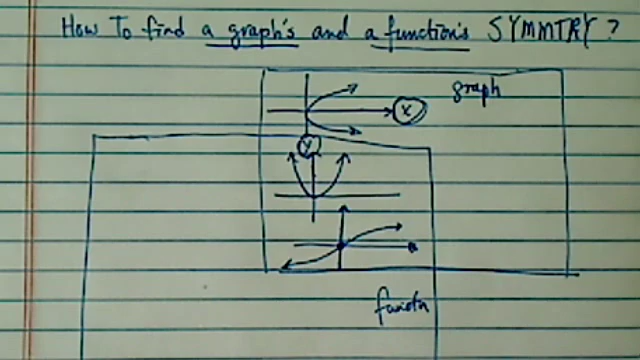 How To find a graph's and a function's SYMMTRY ?
graph
X
Y
functn